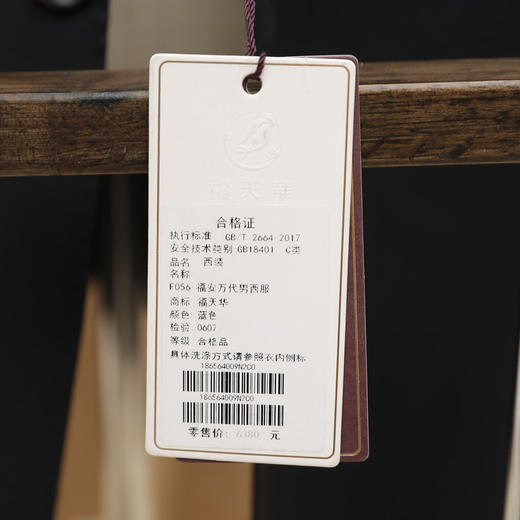 福天華
合格证
执行标准 GB/T 2664-2017
安全技术类别 GB18401 C类
品名 西装
名称
F056 福安万代男西服
商标 福天华
颜色 蓝色
检验 0607
等级 合格品
具体洗涤方式请参照衣内侧标
186564009N200
186564009N200
零售价: 6380 元